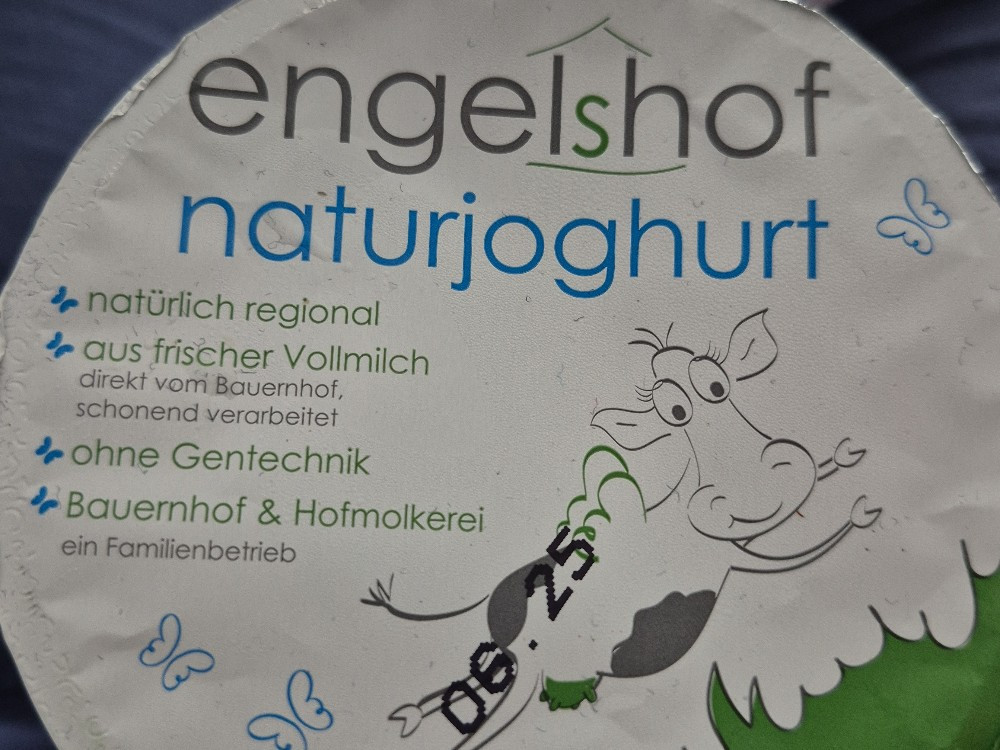 engelshof
naturjoghurt
natürlich regional
aus frischer Vollmilch
direkt vom Bauernhof,
schonend verarbeitet
ohne Gentechnik
Bauernhof & Hofmolkerei
ein Familienbetrieb
06.25